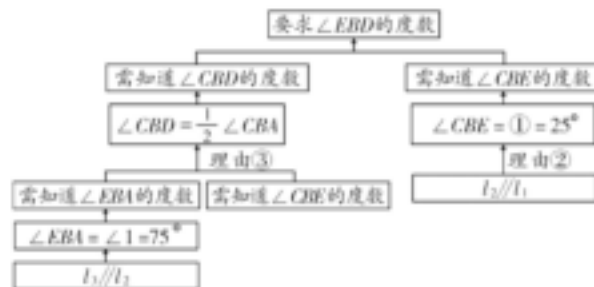 要求∠EBD的度数
需知道∠CBD的度数 需知道∠CBE的度数
∠CBD=1/2∠CBA ∠CBE=①=25°
理由③ 理由②
需知道∠EBA的度数 需知道∠CBE的度数 l₂//l₁
∠EBA=∠1=75°
l₃//l₂